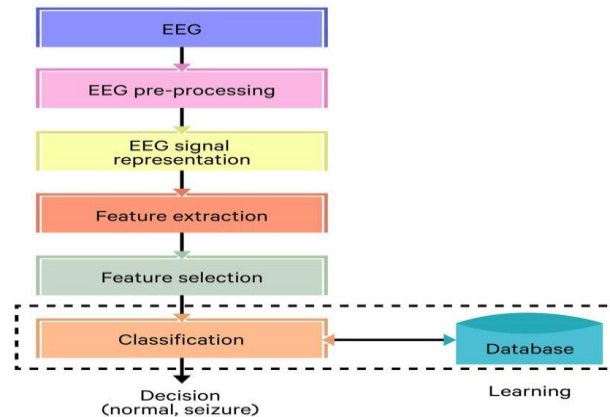 EEG
EEG pre-processing
EEG signal
representation
Feature extraction
Feature selection
Classification
Database
Decision
(normal, seizure)
Learning